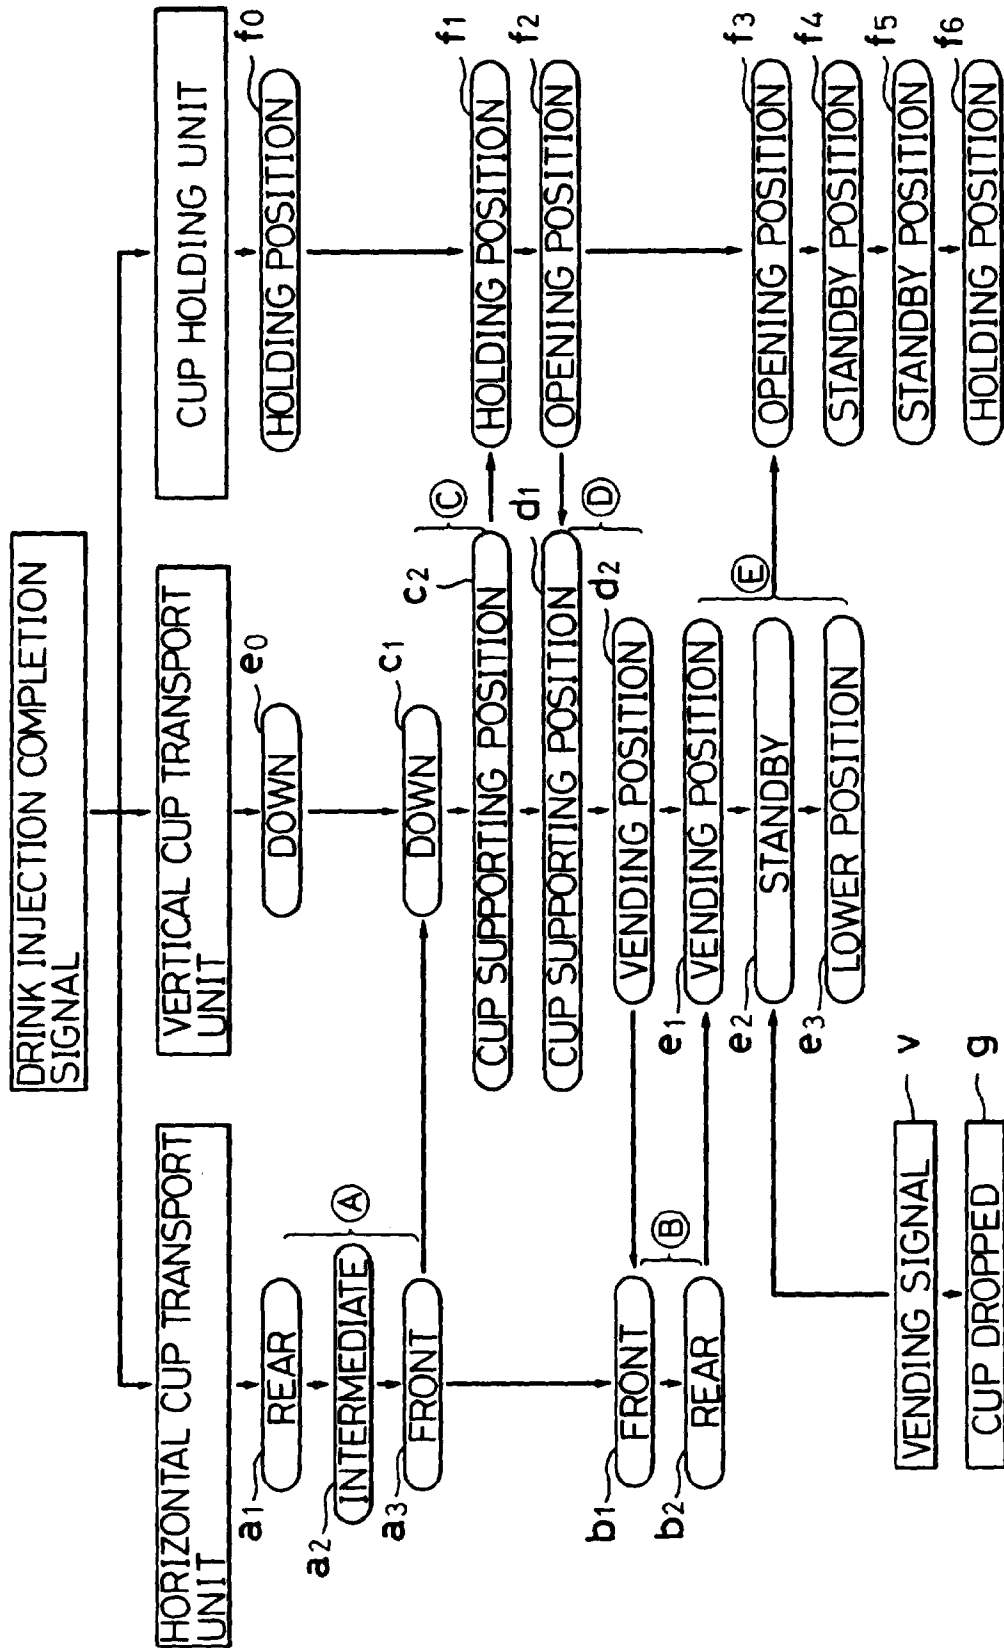 DRINK INJECTION COMPLETION
SIGNAL
HORIZONTAL CUP TRANSPORT
UNIT
VERTICAL CUP TRANSPORT
UNIT
CUP HOLDING UNIT
a1
REAR
e0
DOWN
f0
HOLDING POSITION
a2
INTERMEDIATE
A
a3
FRONT
c1
DOWN
c2
CUP SUPPORTING POSITION
C
HOLDING POSITION
f1
d1
CUP SUPPORTING POSITION
D
OPENING POSITION
f2
b1
FRONT
VENDING POSITION
d2
B
b2
REAR
e1
VENDING POSITION
E
e2
STANDBY
OPENING POSITION
f3
e3
LOWER POSITION
STANDBY POSITION
f4
VENDING SIGNAL
v
STANDBY POSITION
f5
CUP DROPPED
g
HOLDING POSITION
f6